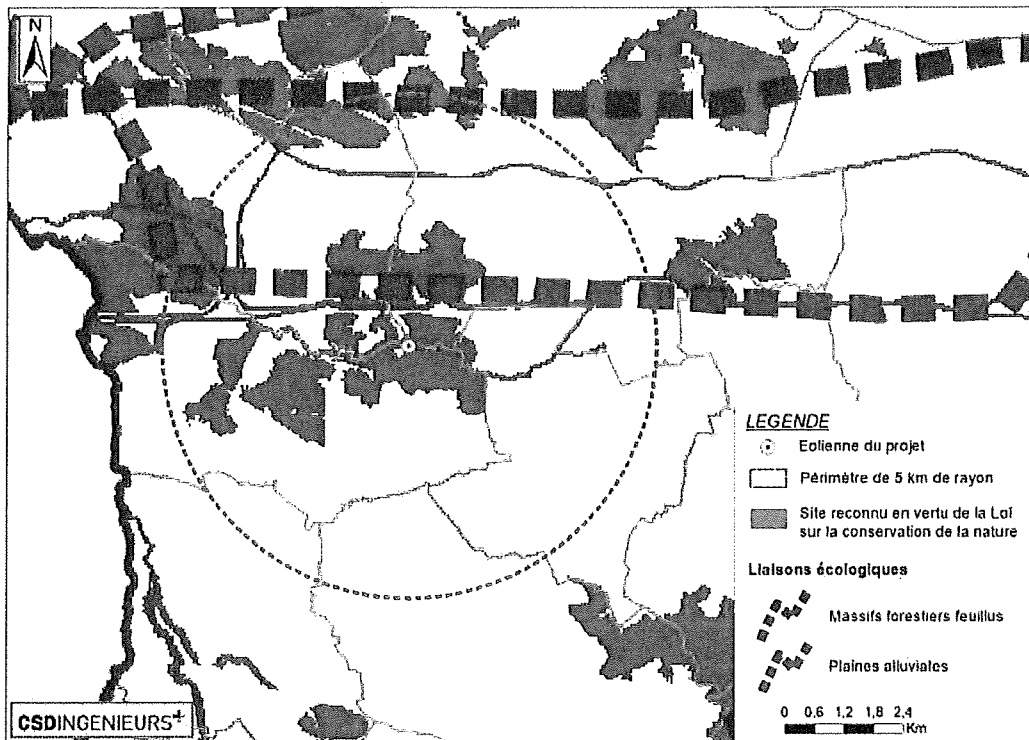 N
LEGENDE
Eolienne du projet
Périmètre de 5 km de rayon
Site reconnu en vertu de la Loi
sur la conservation de la nature
Liaisons écologiques
Massifs forestiers feuillus
Plaines alluviales
0 0,6 1,2 1,8 2,4
Km
CSDINGENIEURS+